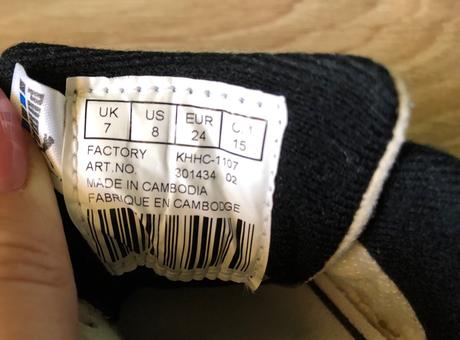 UK US EUR
7 8 24 15
FACTORY KHHC-1107
ART.NO. 301434 02
MADE IN CAMBODIA
FABRIQUE EN CAMBODGE